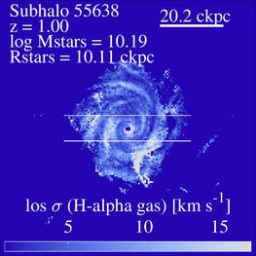 Subhalo 55638
20.2 ckpc
z = 1.00
log Mstars = 10.19
Rstars = 10.11 ckpc
los σ (H-alpha gas) [km s⁻¹]
5 10 15